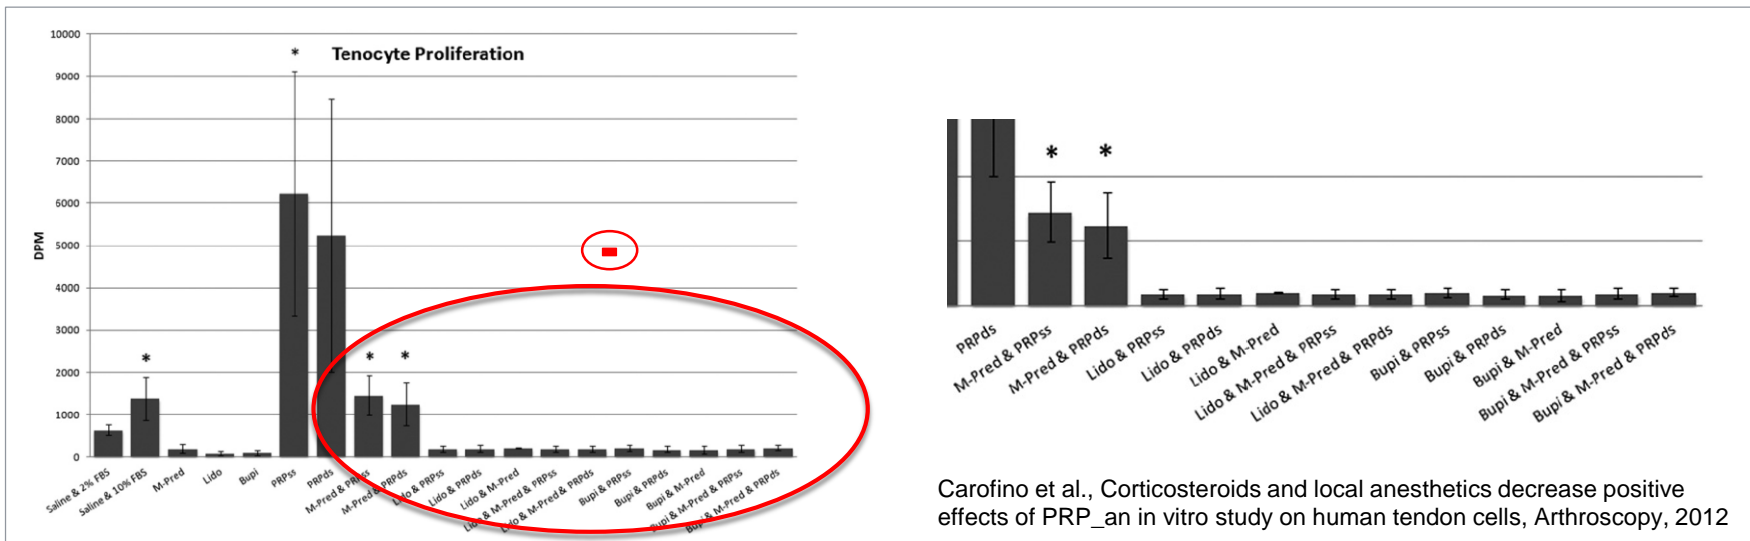 Tenocyte Proliferation
*
10000
9000
8000
7000
6000
5000
4000
3000
2000
1000
0
DPM
*
*
*
Saline & 2% FBS
Saline & 10% FBS
M-Pred
Lido
Bupi
PRPss
PRPds
M-Pred & PRPss
M-Pred & PRPds
Lido & PRPss
Lido & PRPds
Lido & M-Pred
Lido & M-Pred & PRPss
Lido & M-Pred & PRPds
Bupi & PRPss
Bupi & PRPds
Bupi & M-Pred
Bupi & M-Pred & PRPss
Bupi & M-Pred & PRPds
*
*
PRPds
M-Pred & PRPss
M-Pred & PRPds
Lido & PRPss
Lido & PRPds
Lido & M-Pred
Lido & M-Pred & PRPss
Lido & M-Pred & PRPds
Bupi & PRPss
Bupi & PRPds
Bupi & M-Pred
Bupi & M-Pred & PRPss
Bupi & M-Pred & PRPds
Carofino et al., Corticosteroids and local anesthetics decrease positive
effects of PRP_an in vitro study on human tendon cells, Arthroscopy, 2012